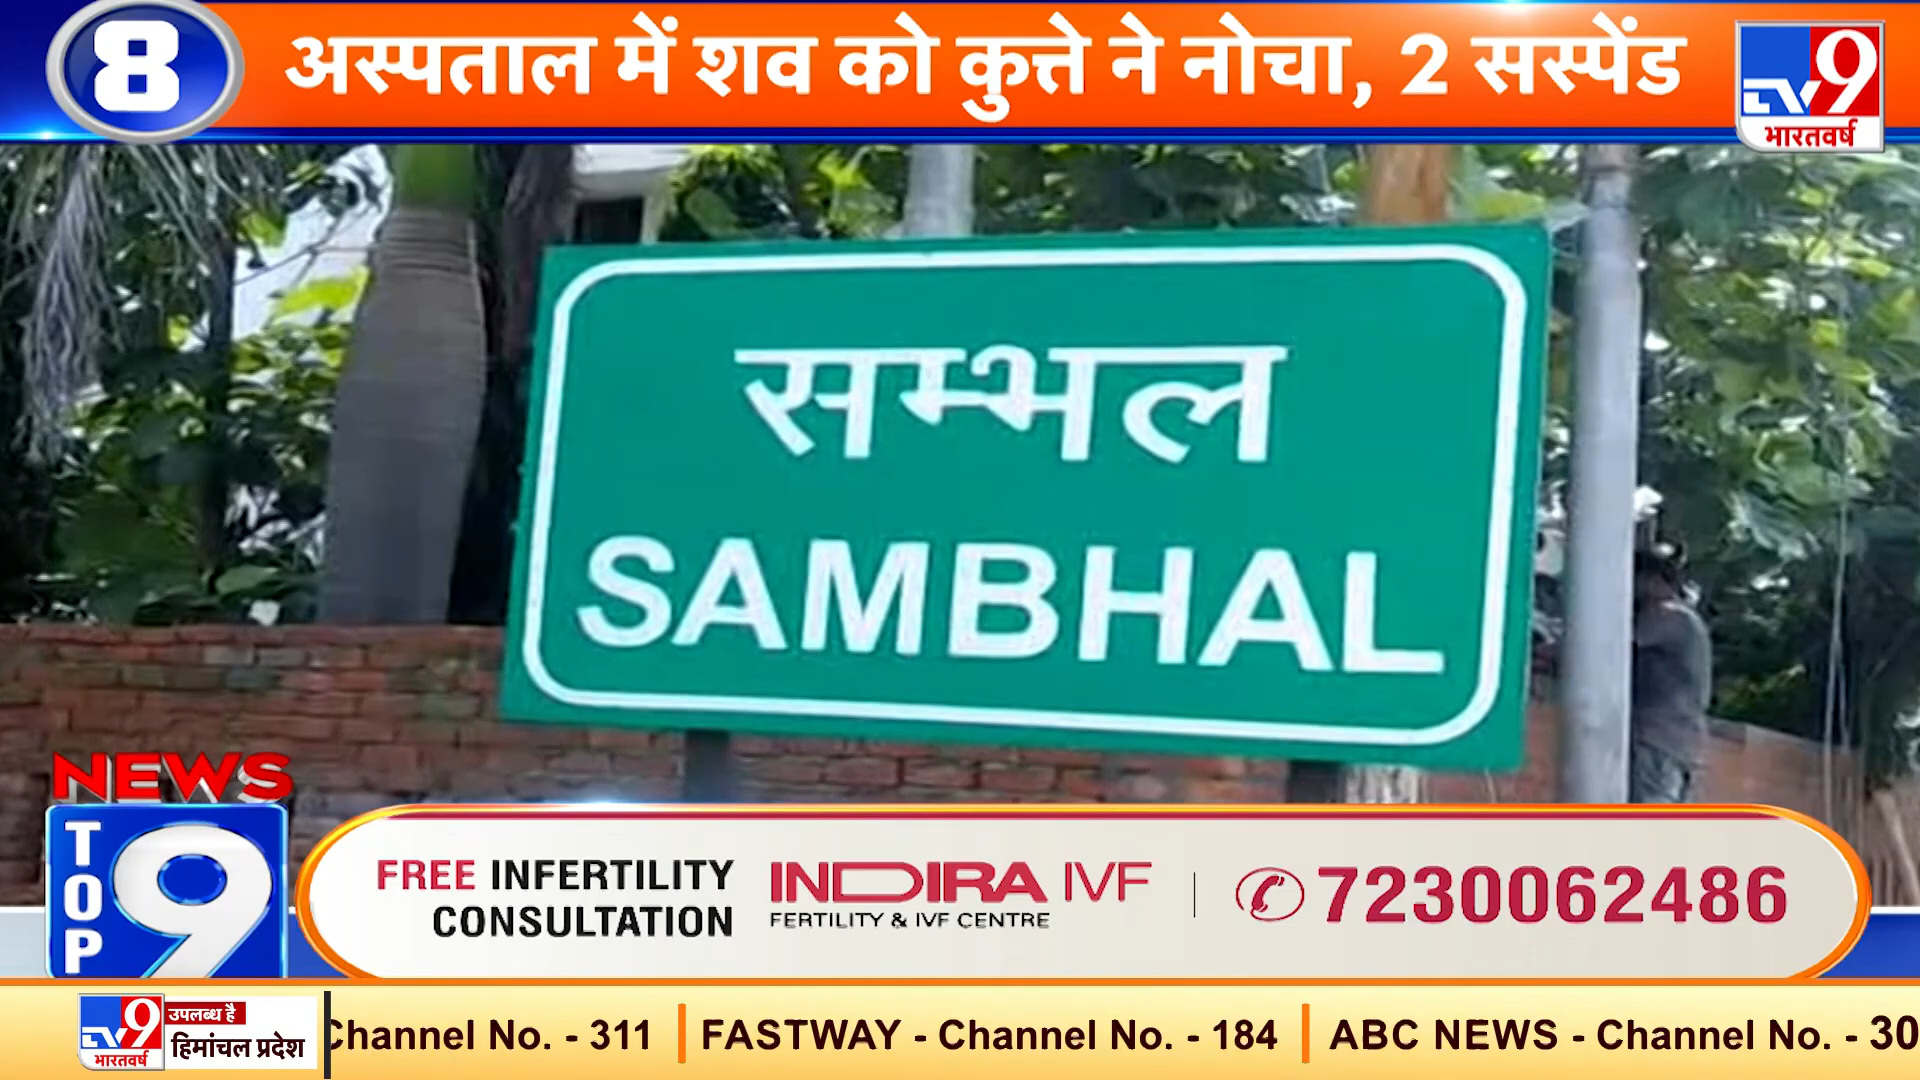 8
अस्पताल में शव को कुत्ते ने नोचा, 2 सस्पेंड
TV9
भारतवर्ष
सम्भल
SAMBHAL
NEWS
TOP
9
FREE INFERTILITY
CONSULTATION
INDIRA IVF
FERTILITY & IVF CENTRE
7230062486
TV9
भारतवर्ष
उपलब्ध है
हिमांचल प्रदेश
Channel No. - 311 | FASTWAY - Channel No. - 184 | ABC NEWS - Channel No. - 30